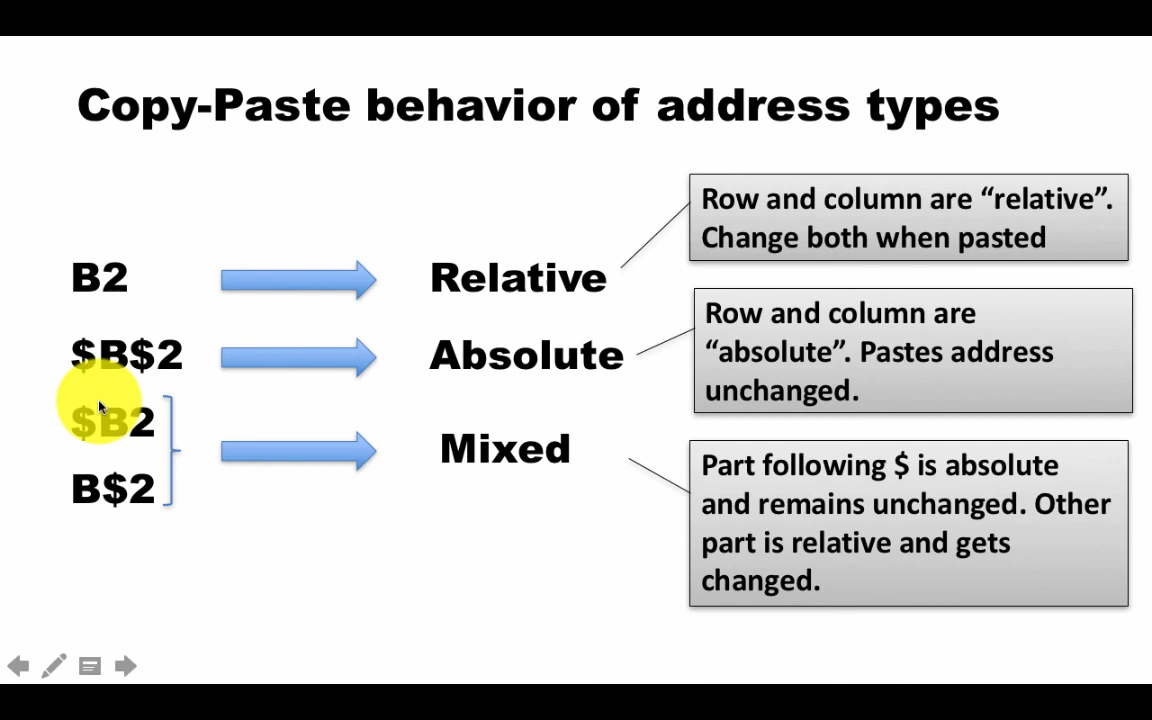 Copy-Paste behavior of address types
B2
Relative
Row and column are “relative”.
Change both when pasted
$B$2
Absolute
Row and column are
“absolute”. Pastes address
unchanged.
$B2
B$2
Mixed
Part following $ is absolute
and remains unchanged. Other
part is relative and gets
changed.